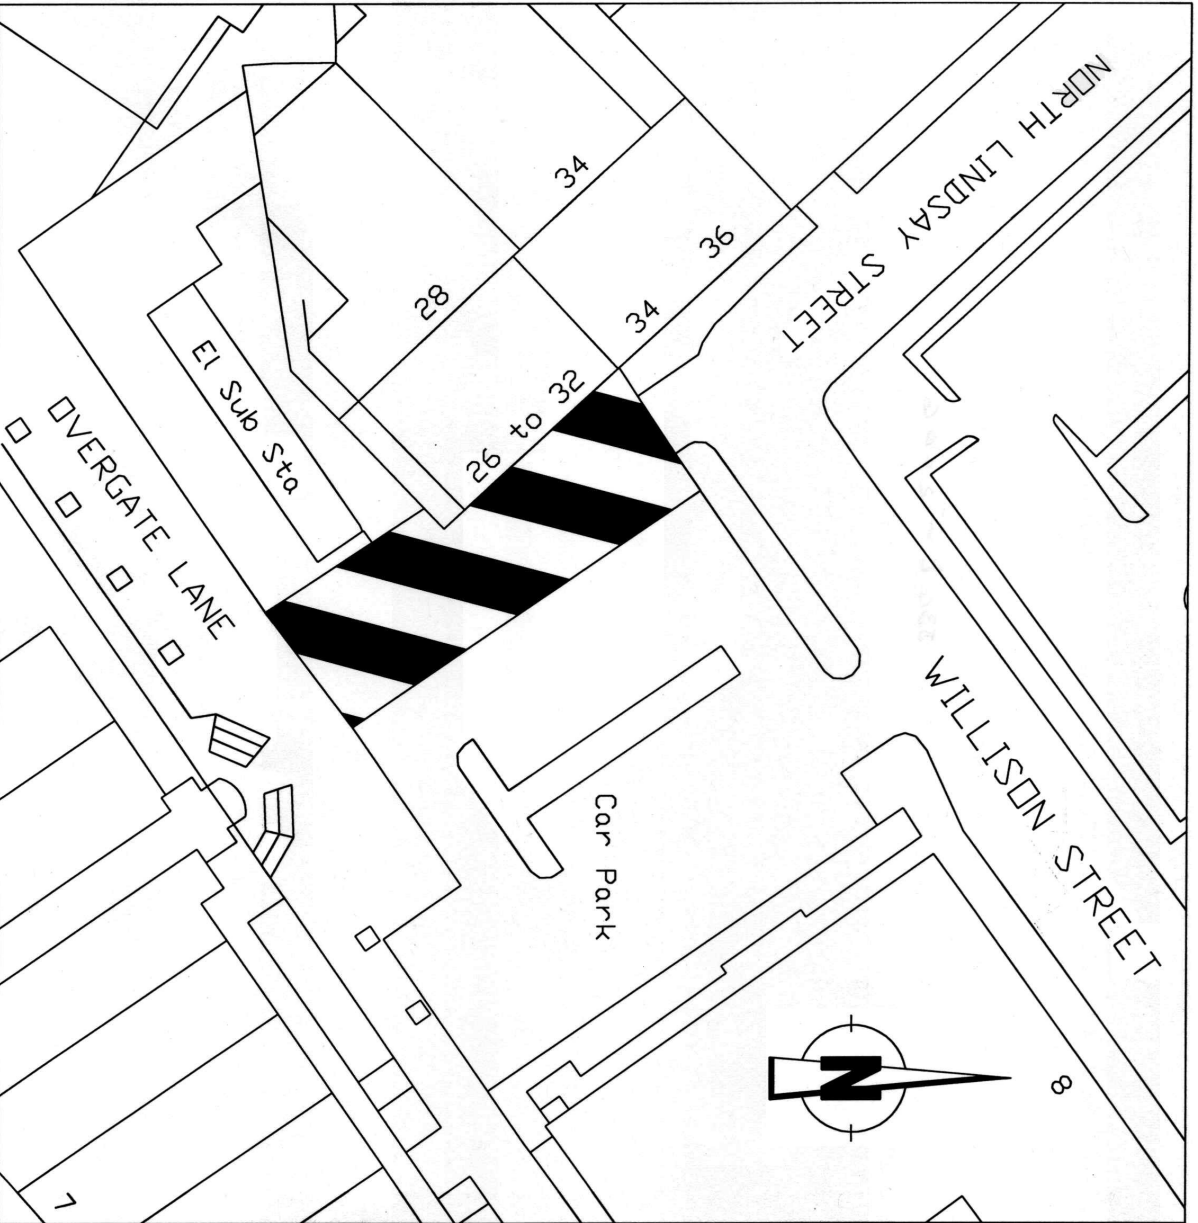 NORTH LINDSAY STREET
34
36
28
34
26 to 32
El Sub Sta
OVERGATE LANE
WILLISON STREET
Car Park
N
8
7